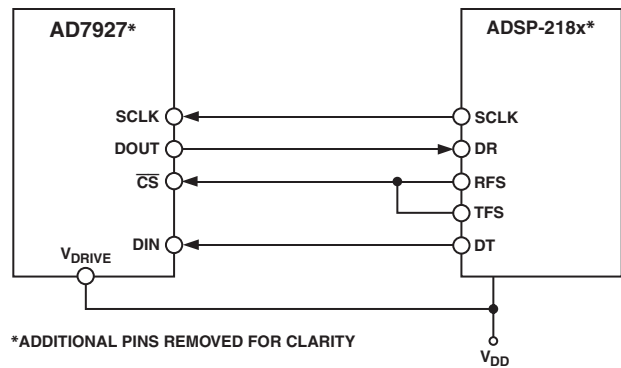 AD7927*
ADSP-218x*
SCLK
SCLK
DOUT
DR
CS
RFS
TFS
DIN
DT
VDRIVE
*ADDITIONAL PINS REMOVED FOR CLARITY
VDD